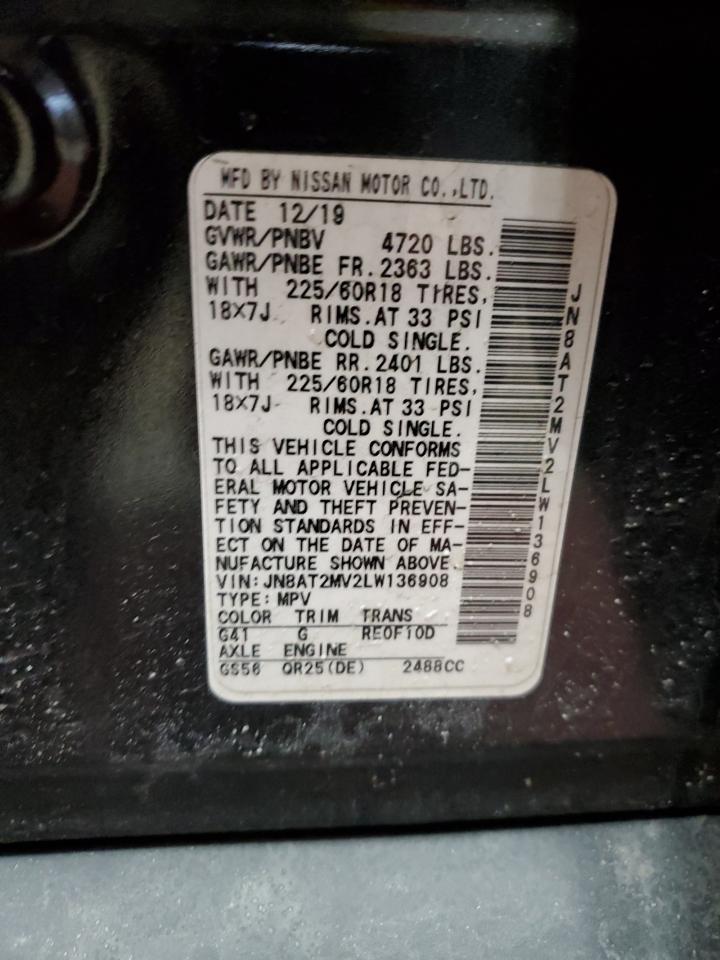 MFD BY NISSAN MOTOR CO.,LTD.
DATE 12/19
GVWR/PNBV 4720 LBS.
GAWR/PNBE FR.2363 LBS.
WITH 225/60R18 TIRES,
18X7J RIMS.AT 33 PSI
COLD SINGLE.
GAWR/PNBE RR.2401 LBS.
WITH 225/60R18 TIRES,
18X7J RIMS.AT 33 PSI
COLD SINGLE.
THIS VEHICLE CONFORMS
TO ALL APPLICABLE FED-
ERAL MOTOR VEHICLE SA-
FETY AND THEFT PREVEN-
TION STANDARDS IN EFF-
ECT ON THE DATE OF MA-
NUFACTURE SHOWN ABOVE.
VIN:JN8AT2MV2LW136908
TYPE:MPV
COLOR TRIM TRANS
G41 G RE0F10D
AXLE ENGINE
GS56 QR25(DE) 2488CC
JN8AT2MV2LW136908